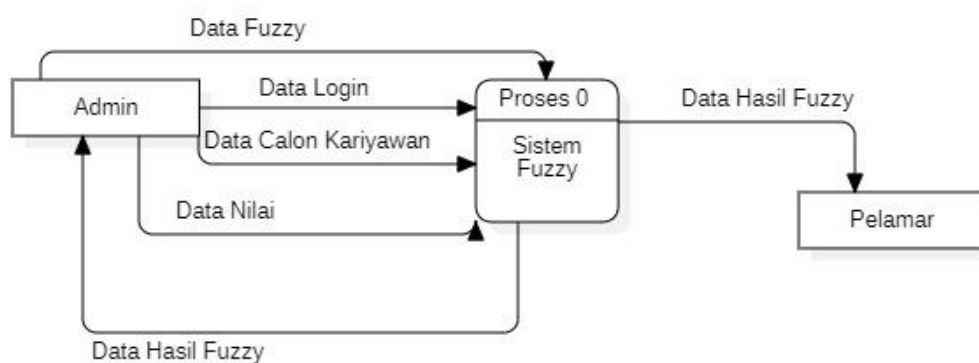 Data Fuzzy
Admin
Data Login
Data Calon Kariyawan
Data Nilai
Proses 0
Sistem
Fuzzy
Data Hasil Fuzzy
Pelamar
Data Hasil Fuzzy